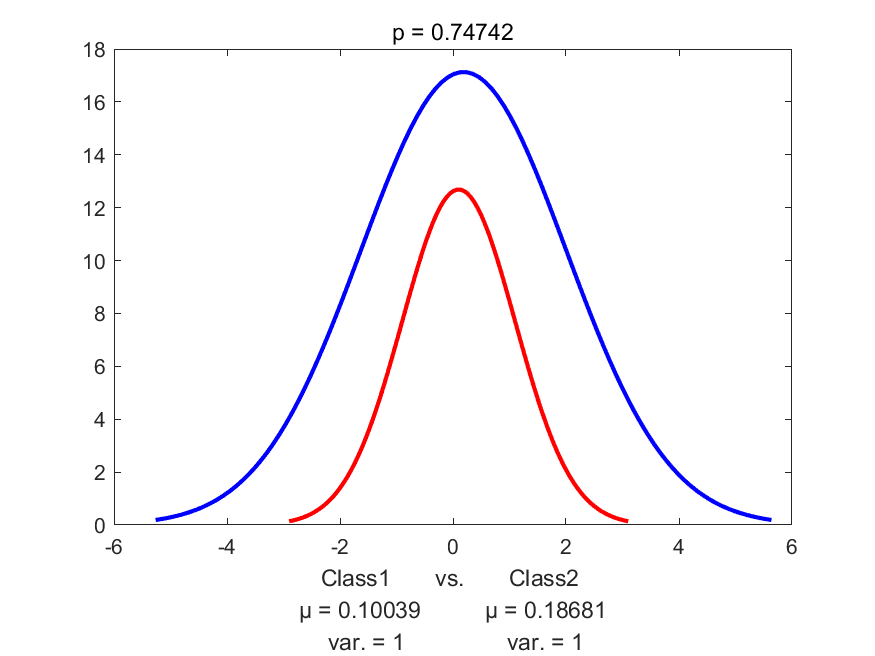 p = 0.74742
18
16
14
12
10
8
6
4
2
0
-6 -4 -2 0 2 4 6
Class1 vs. Class2
μ = 0.10039 μ = 0.18681
var. = 1 var. = 1